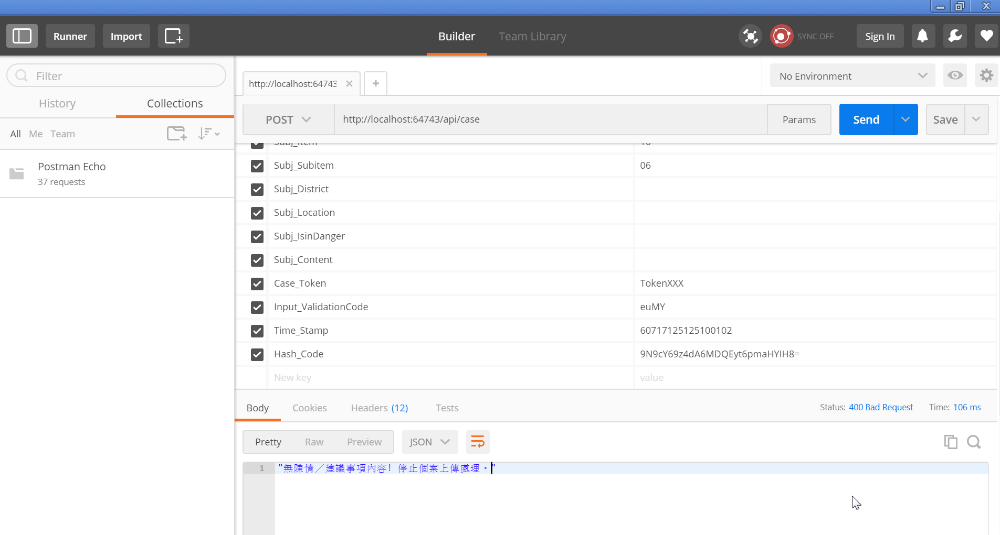 Runner
Import
Builder
Team Library
SYNC OFF
Sign In
Filter
History
Collections
All
Me
Team
Postman Echo
37 requests
http://localhost:64743
No Environment
POST
http://localhost:64743/api/case
Params
Send
Save
Subj_Item
Subj_Subitem
06
Subj_District
Subj_Location
Subj_IsinDanger
Subj_Content
Case_Token
TokenXXX
Input_ValidationCode
euMY
Time_Stamp
60717125125100102
Hash_Code
9N9cY69z4dA6MDQEyt6pmaHYIH8=
New key
value
Body
Cookies
Headers (12)
Tests
Status: 400 Bad Request
Time: 106 ms
Pretty
Raw
Preview
JSON
1
"無陳情／建議事項內容! 停止個案上傳處理。"